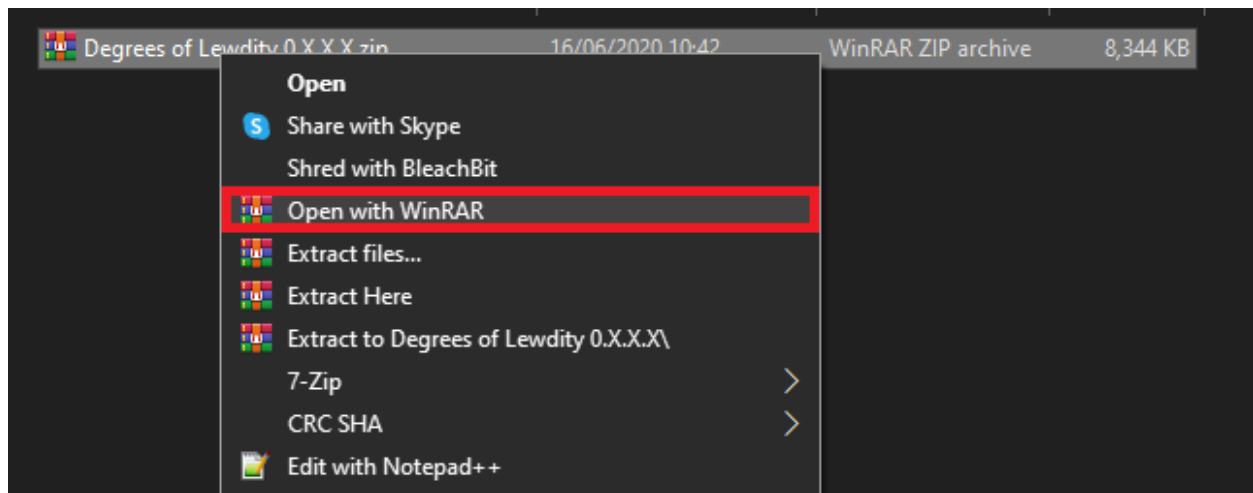 Degrees of Lewdity 0.X.X.X.zip 16/06/2020 10:42 WinRAR ZIP archive 8,344 KB
Open
S Share with Skype
Shred with BleachBit
Open with WinRAR
Extract files...
Extract Here
Extract to Degrees of Lewdity 0.X.X.X\
7-Zip
CRC SHA
Edit with Notepad++